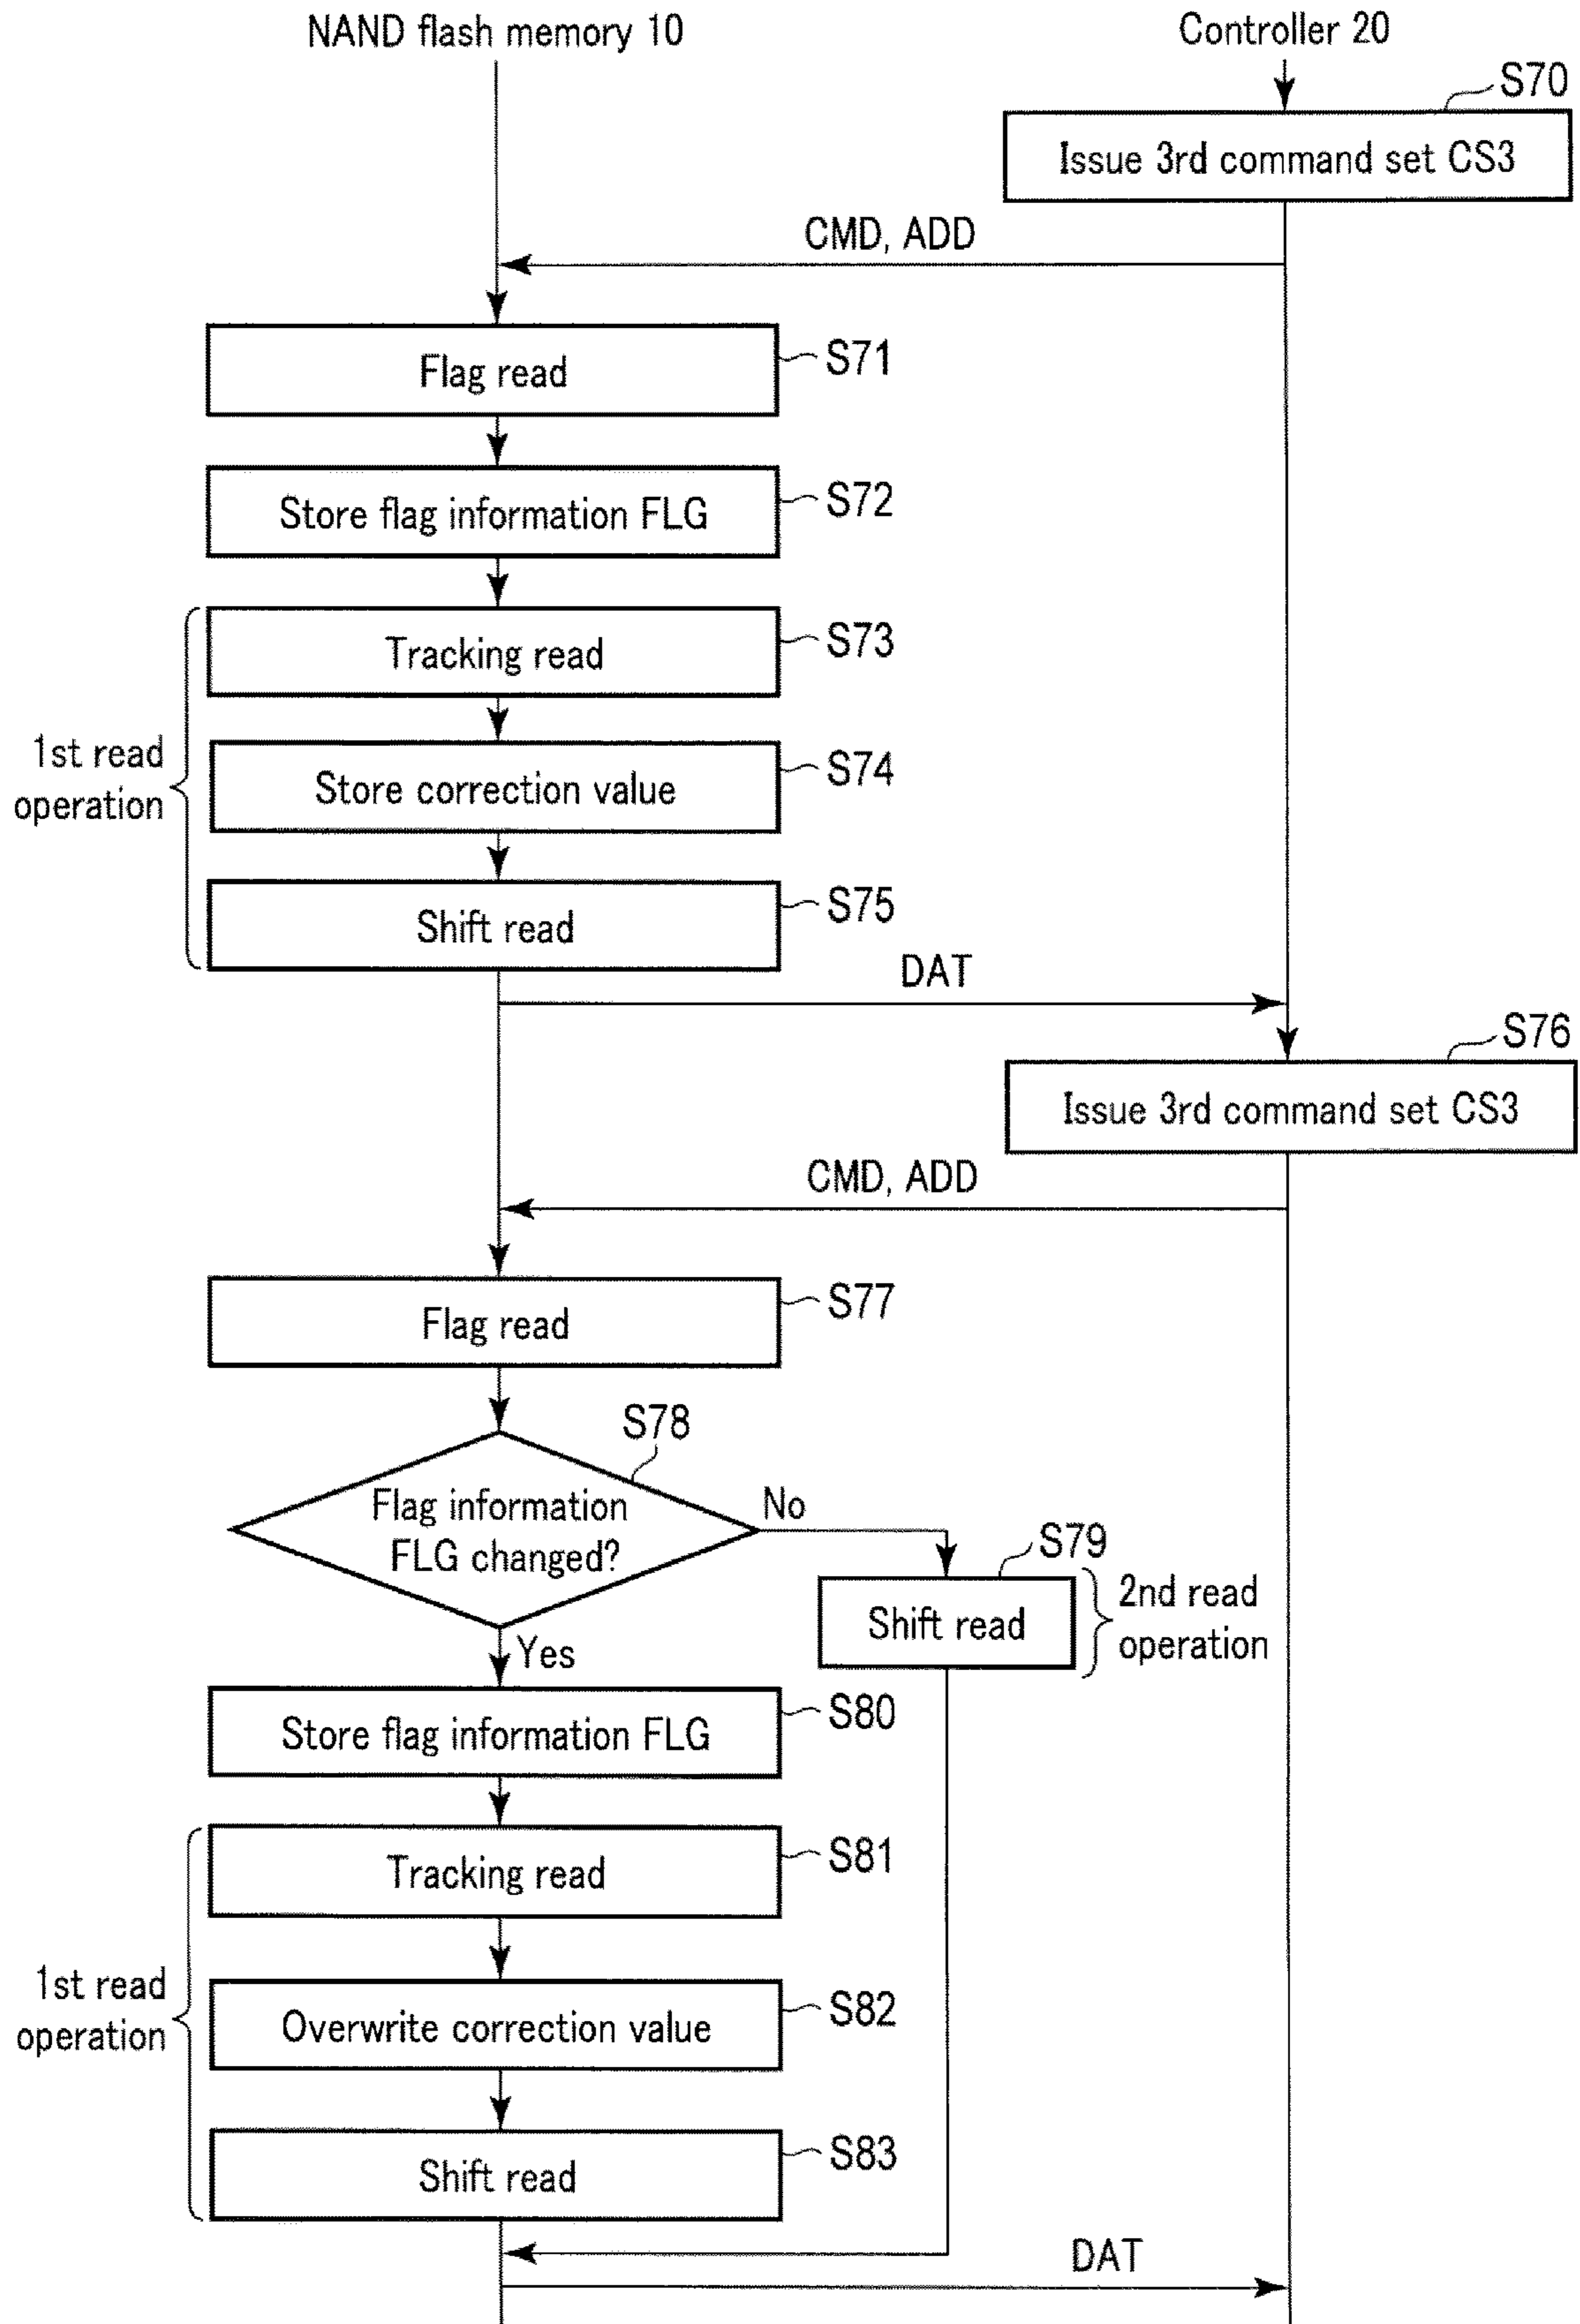 NAND flash memory 10
Controller 20
S70
Issue 3rd command set CS3
CMD, ADD
Flag read
S71
Store flag information FLG
S72
1st read
operation
Tracking read
S73
Store correction value
S74
Shift read
S75
DAT
S76
Issue 3rd command set CS3
CMD, ADD
Flag read
S77
S78
Flag information
FLG changed?
No
Yes
S79
Shift read
2nd read
operation
Store flag information FLG
S80
1st read
operation
Tracking read
S81
Overwrite correction value
S82
Shift read
S83
DAT